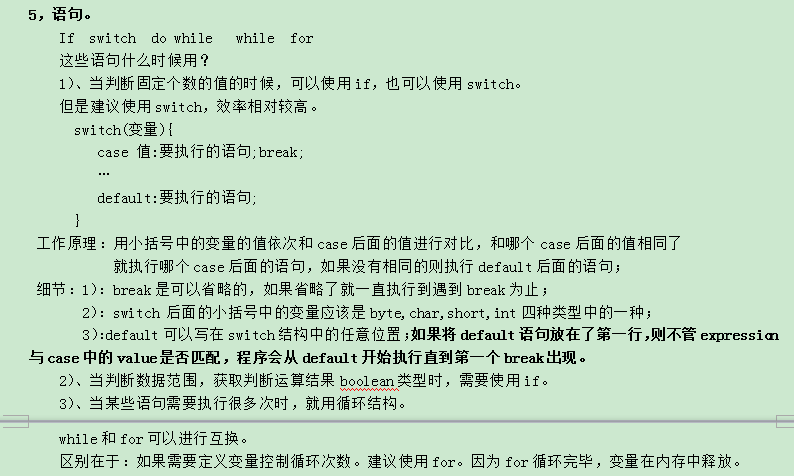 5，语句。
If switch do while while for
这些语句什么时候用？
1)、当判断固定个数的值的时候，可以使用if，也可以使用switch。
但是建议使用switch，效率相对较高。
switch(变量){
case 值:要执行的语句;break;
…
default:要执行的语句;
}
工作原理：用小括号中的变量的值依次和case后面的值进行对比，和哪个case后面的值相同了
就执行哪个case后面的语句，如果没有相同的则执行default后面的语句；
细节：1）：break是可以省略的，如果省略了就一直执行到遇到break为止；
2）：switch 后面的小括号中的变量应该是byte,char,short,int四种类型中的一种；
3）:default可以写在switch结构中的任意位置；如果将default语句放在了第一行，则不管expression
与case中的value是否匹配，程序会从default开始执行直到第一个break出现。
2）、当判断数据范围，获取判断运算结果boolean类型时，需要使用if。
3）、当某些语句需要执行很多次时，就用循环结构。
while和for可以进行互换。
区别在于：如果需要定义变量控制循环次数。建议使用for。因为for循环完毕，变量在内存中释放。